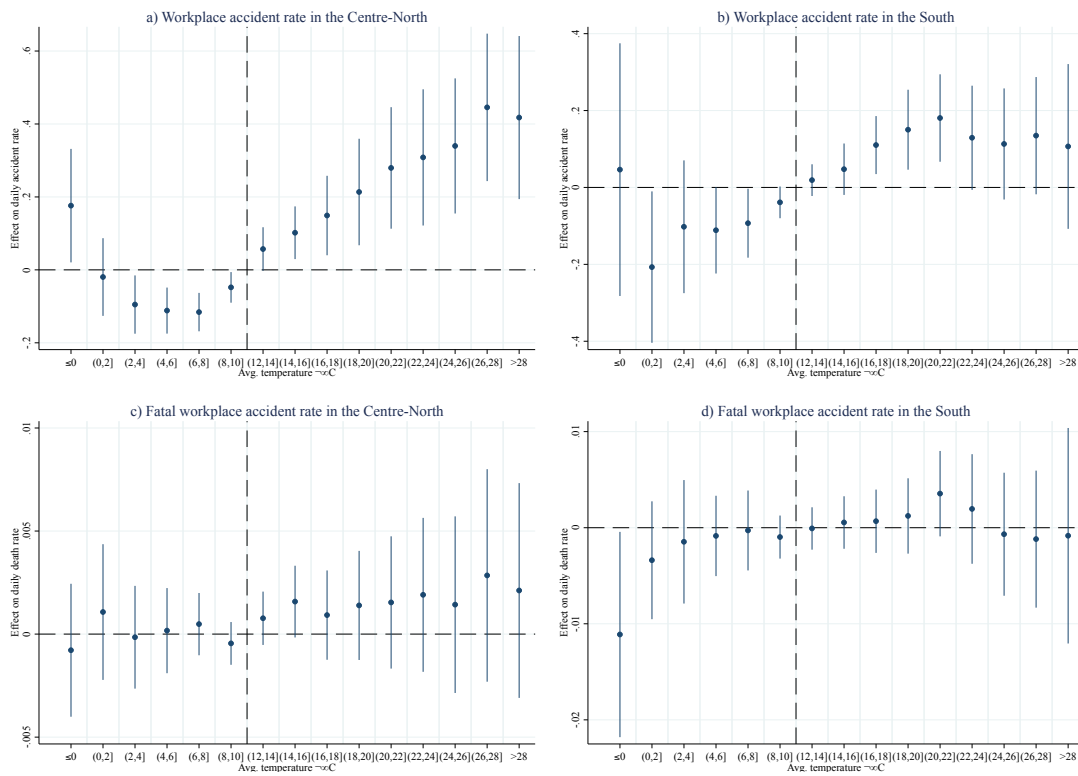 a) Workplace accident rate in the Centre-North
Effect on daily accident rate
.6
.4
.2
0
-.2
≤0 (0,2] (2,4] (4,6] (6,8] (8,10] (12,14] (14,16] (16,18] (18,20] (20,22] (22,24] (24,26] (26,28] >28
Avg. temperature ¬∞C
b) Workplace accident rate in the South
Effect on daily accident rate
.4
.2
0
-.2
-.4
≤0 (0,2] (2,4] (4,6] (6,8] (8,10] (12,14] (14,16] (16,18] (18,20] (20,22] (22,24] (24,26] (26,28] >28
Avg. temperature ¬∞C
c) Fatal workplace accident rate in the Centre-North
Effect on daily death rate
.01
.005
0
-.005
≤0 (0,2] (2,4] (4,6] (6,8] (8,10] (12,14] (14,16] (16,18] (18,20] (20,22] (22,24] (24,26] (26,28] >28
Avg. temperature ¬∞C
d) Fatal workplace accident rate in the South
Effect on daily death rate
.01
0
-.01
-.02
≤0 (0,2] (2,4] (4,6] (6,8] (8,10] (12,14] (14,16] (16,18] (18,20] (20,22] (22,24] (24,26] (26,28] >28
Avg. temperature ¬∞C